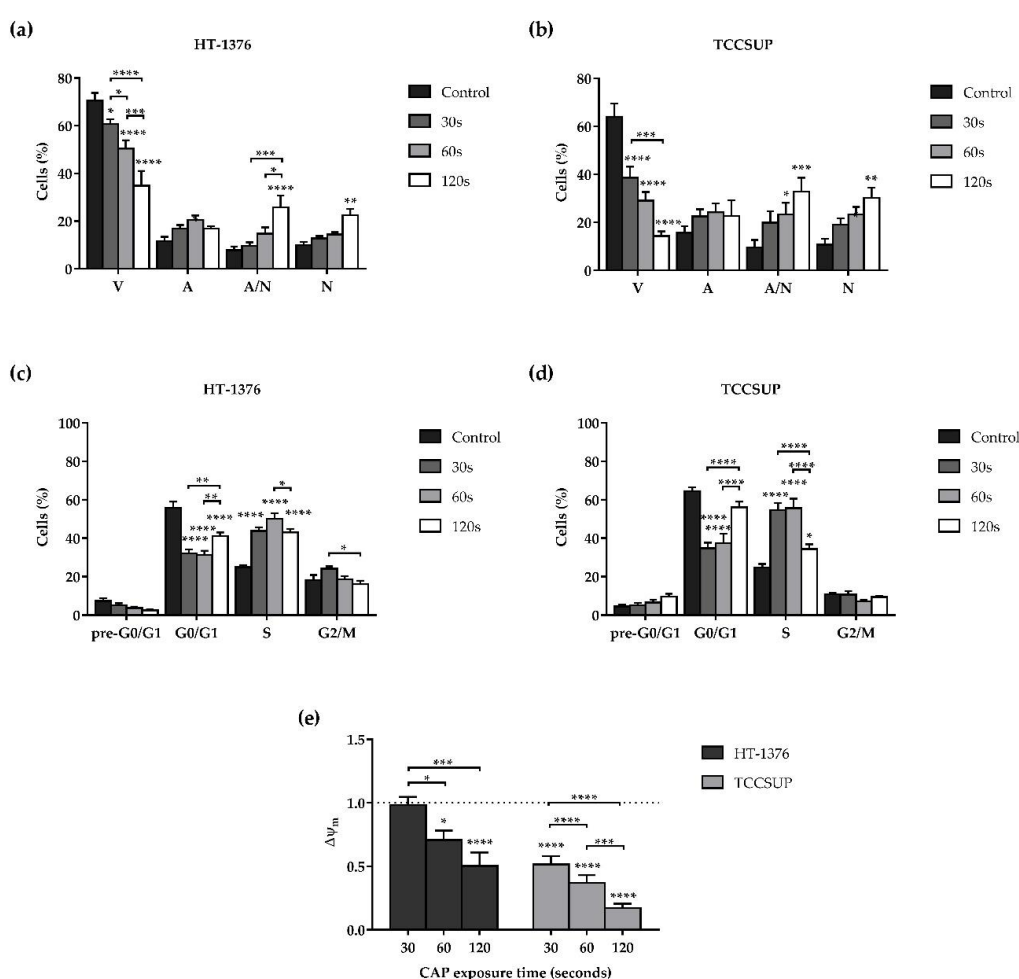 (a)
HT-1376
Cells (%)
80
60
40
20
0
****
*
***
*
****
****
***
*
****
**
V A A/N N
Control
30s
60s
120s
(b)
TCCSUP
Cells (%)
80
60
40
20
0
***
****
****
****
*
***
**
V A A/N N
Control
30s
60s
120s
(c)
HT-1376
Cells (%)
100
80
60
40
20
0
**
**
****
****
****
*
****
****
****
*
pre-G0/G1 G0/G1 S G2/M
Control
30s
60s
120s
(d)
TCCSUP
Cells (%)
100
80
60
40
20
0
****
****
****
****
****
****
****
****
*
pre-G0/G1 G0/G1 S G2/M
Control
30s
60s
120s
(e)
Δψm
1.5
1.0
0.5
0.0
***
*
*
****
****
****
***
****
****
****
30 60 120 30 60 120
CAP exposure time (seconds)
HT-1376
TCCSUP